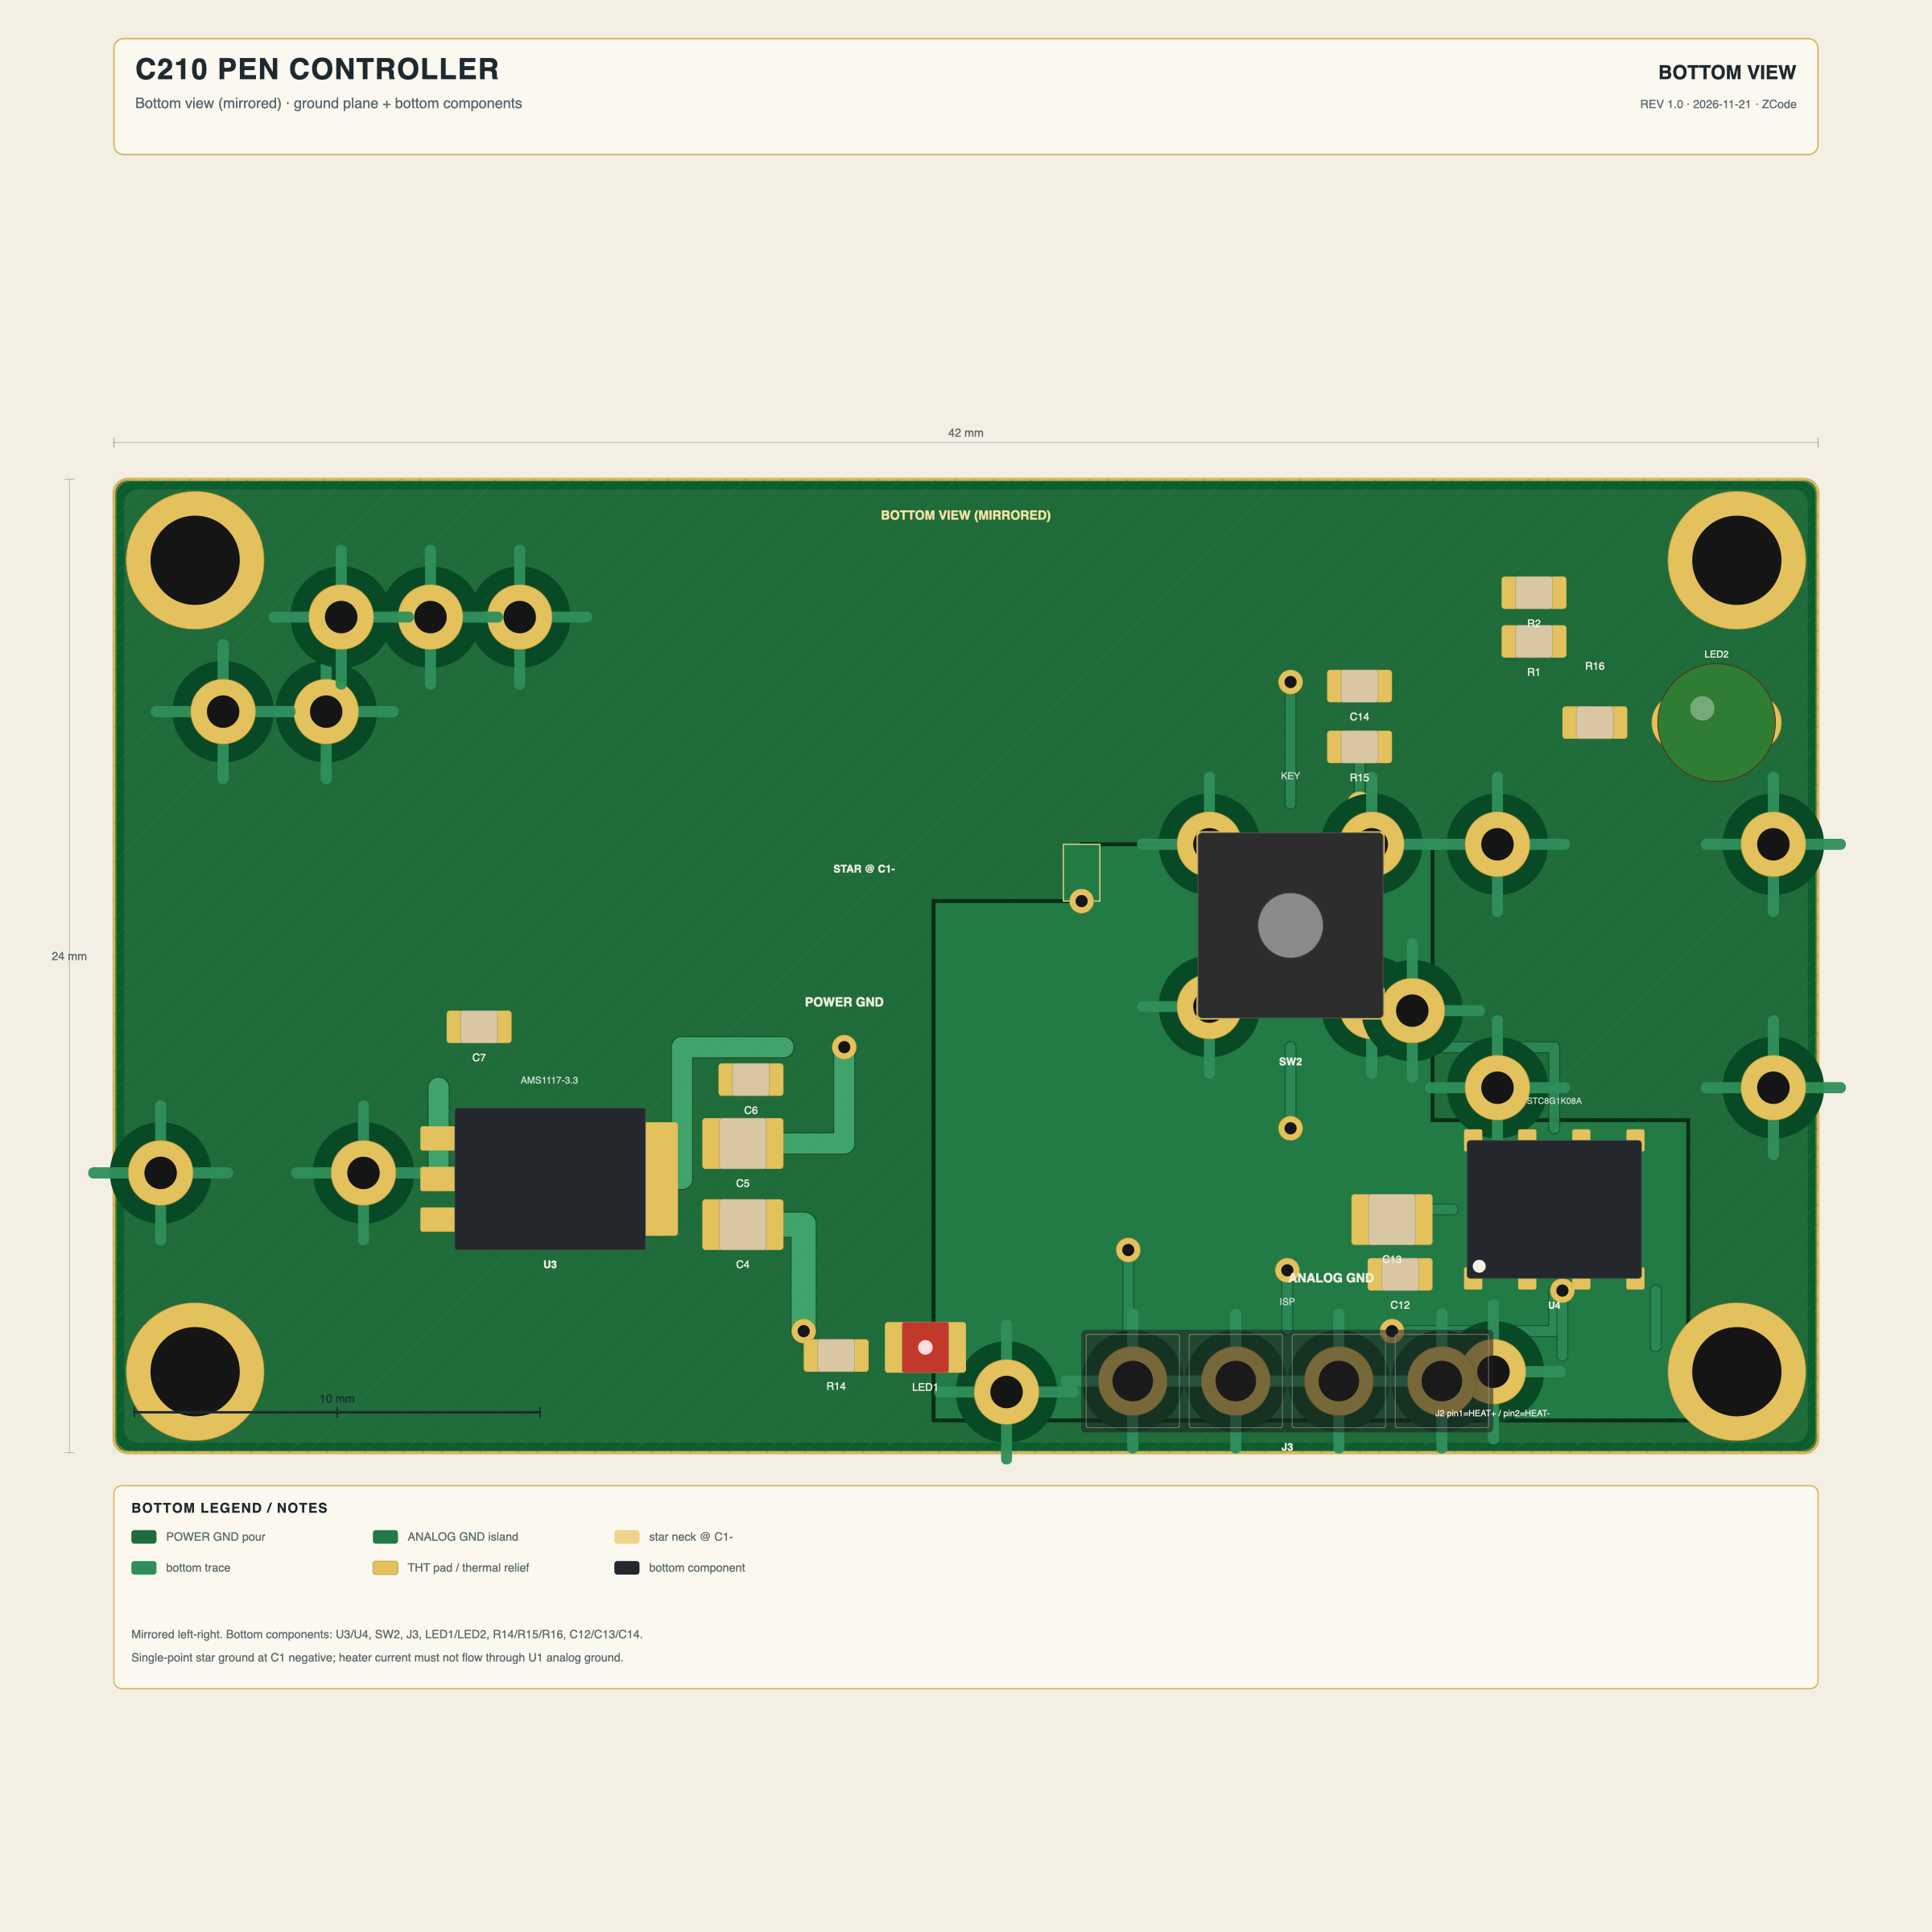 C210 PEN CONTROLLER
BOTTOM VIEW
Bottom view (mirrored) · ground plane + bottom components
REV 1.0 · 2026-11-21 · ZCode
42 mm
BOTTOM VIEW (MIRRORED)
R2
LED2
R16
R1
C14
KEY
R15
STAR @ C1-
24 mm
POWER GND
C7
SW2
AMS1117-3.3
STC8G1K08A
C6
C5
C13
U3
C4
ANALOG GND
ISP
C12
U4
R14
LED1
10 mm
J2 pin1=HEAT+ / pin2=HEAT-
J3
BOTTOM LEGEND / NOTES
POWER GND pour
ANALOG GND island
star neck @ C1-
bottom trace
THT pad / thermal relief
bottom component
Mirrored left-right. Bottom components: U3/U4, SW2, J3, LED1/LED2, R14/R15/R16, C12/C13/C14.
Single-point star ground at C1 negative; heater current must not flow through U1 analog ground.